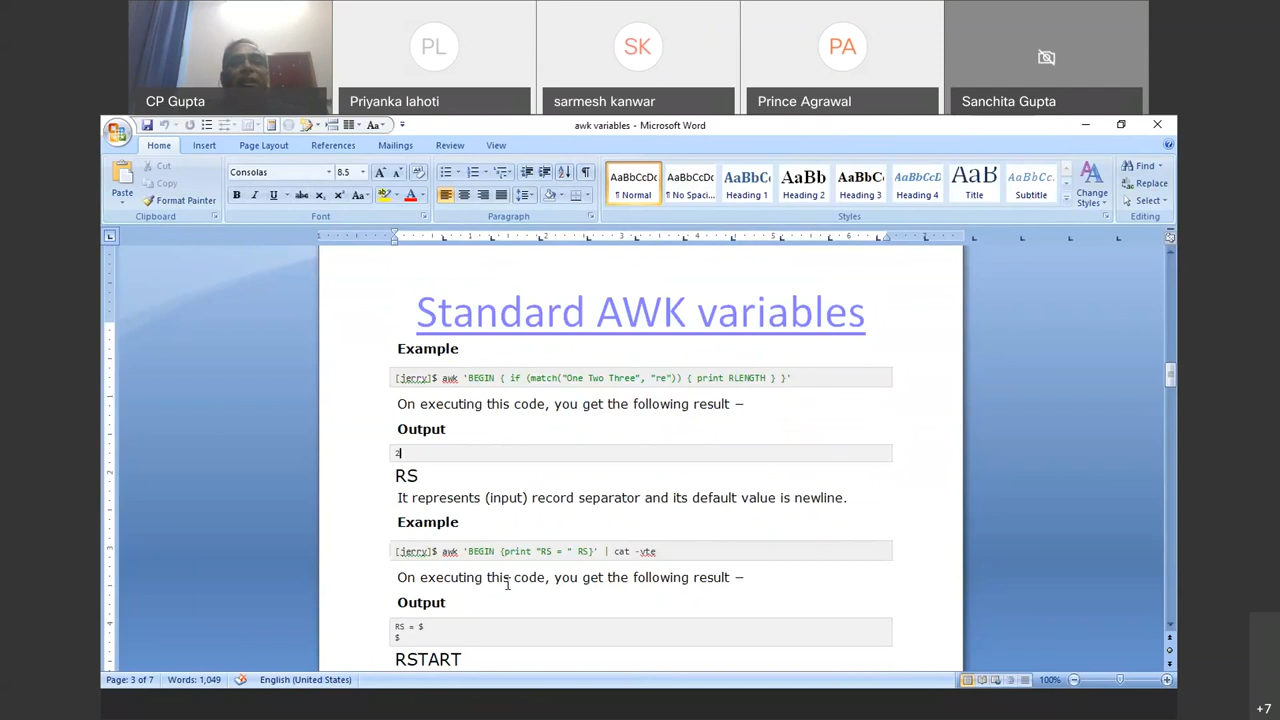 PL
SK
PA
CP Gupta
Priyanka lahoti
sarmesh kanwar
Prince Agrawal
Sanchita Gupta
awk variables - Microsoft Word
Home
Insert
Page Layout
References
Mailings
Review
View
Paste
Cut
Copy
Format Painter
Clipboard
Consolas
8.5
Font
Paragraph
AaBbCcDc
¶ Normal
AaBbCcDc
¶ No Spaci...
AaBbC
Heading 1
AaBb
Heading 2
AaBbC
Heading 3
AaBbCcD
Heading 4
AaB
Title
AaBbCc.
Subtitle
Change
Styles
Styles
Find
Replace
Select
Editing
Standard AWK variables
Example
[jerry]$ awk 'BEGIN { if (match("One Two Three", "re")) { print RLENGTH } }'
On executing this code, you get the following result −
Output
2
RS
It represents (input) record separator and its default value is newline.
Example
[jerry]$ awk 'BEGIN {print "RS = " RS}' | cat -vte
On executing this code, you get the following result −
Output
RS = $
$
RSTART
Page: 3 of 7
Words: 1,049
English (United States)
100%
+7